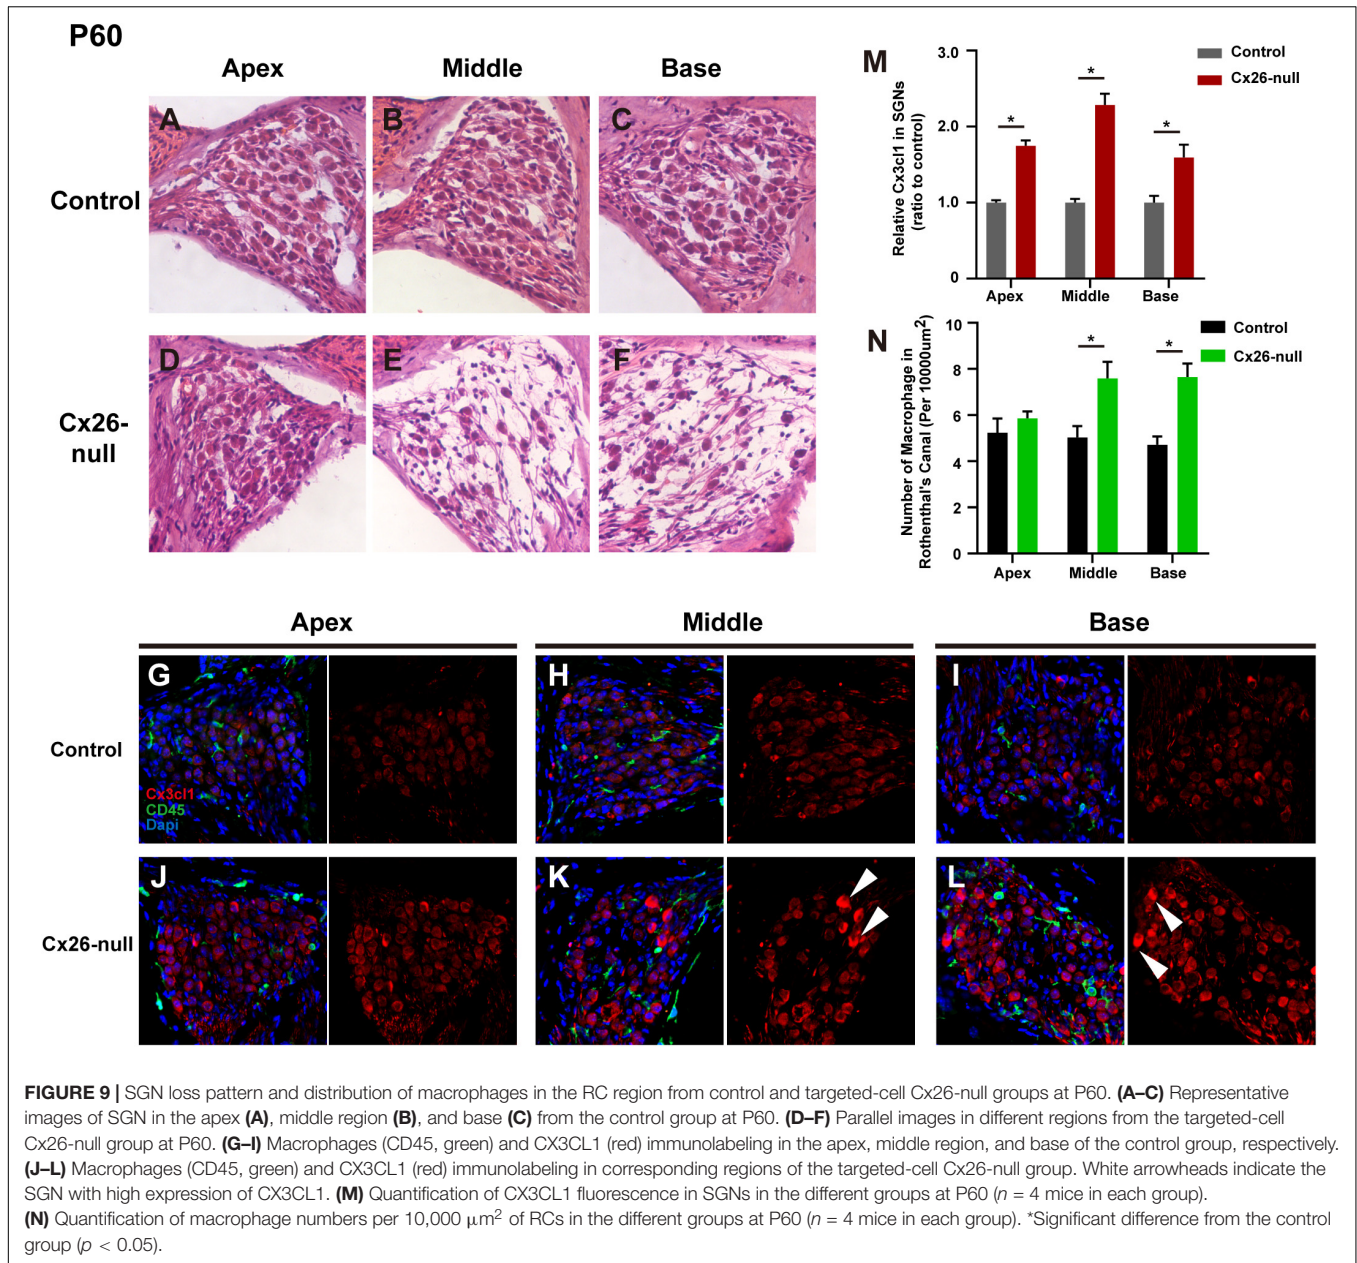 P60
Apex Middle Base
A B C
Control
D E F
Cx26-
null
M
Relative Cx3cl1 in SGNs
(ratio to control)
3.0
2.0
1.0
0
* * *
Apex Middle Base
Control
Cx26-null
N
Number of Macrophage in
Rothenthal's Canal (Per 10000um²)
10
8
6
4
2
0
* *
Apex Middle Base
Control
Cx26-null
Apex Middle Base
G H I
Control
Cx3cl1
CD45
Dapi
J K L
Cx26-null
FIGURE 9 | SGN loss pattern and distribution of macrophages in the RC region from control and targeted-cell Cx26-null groups at P60. (A–C) Representative
images of SGN in the apex (A), middle region (B), and base (C) from the control group at P60. (D–F) Parallel images in different regions from the targeted-cell
Cx26-null group at P60. (G–I) Macrophages (CD45, green) and CX3CL1 (red) immunolabeling in the apex, middle region, and base of the control group, respectively.
(J–L) Macrophages (CD45, green) and CX3CL1 (red) immunolabeling in corresponding regions of the targeted-cell Cx26-null group. White arrowheads indicate the
SGN with high expression of CX3CL1. (M) Quantification of CX3CL1 fluorescence in SGNs in the different groups at P60 (n = 4 mice in each group).
(N) Quantification of macrophage numbers per 10,000 μm² of RCs in the different groups at P60 (n = 4 mice in each group). *Significant difference from the control
group (p < 0.05).